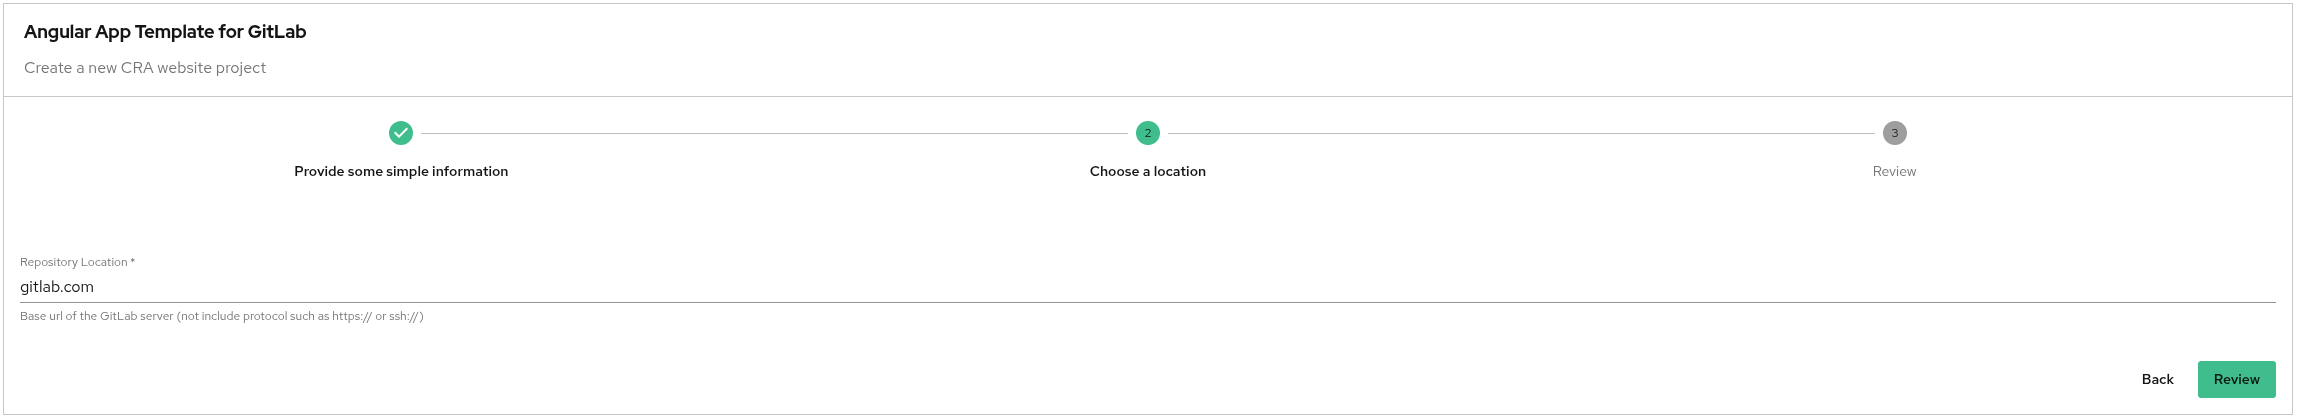 Angular App Template for GitLab
Create a new CRA website project
2
3
Provide some simple information
Choose a location
Review
Repository Location *
gitlab.com
Base url of the GitLab server (not include protocol such as https:// or ssh://)
Back
Review